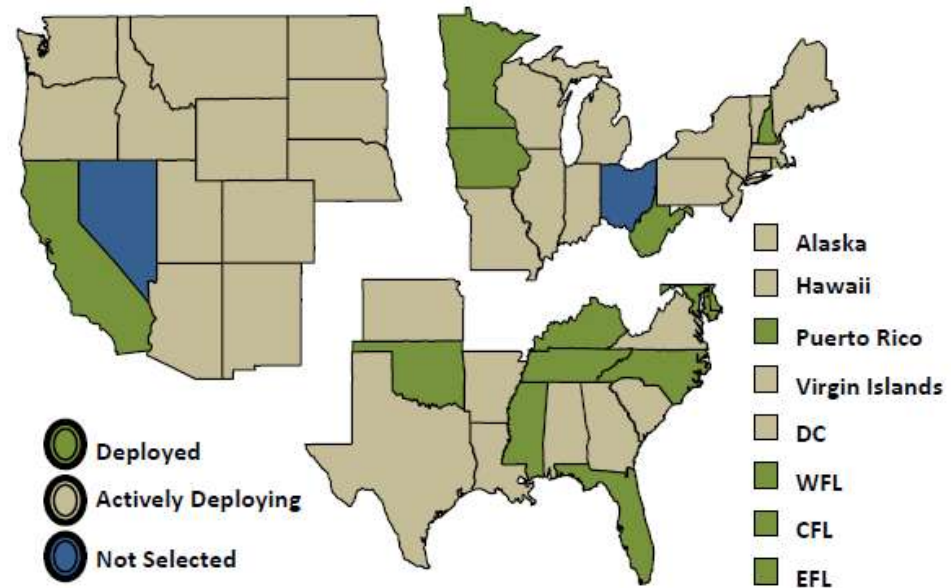 Alaska
Hawaii
Puerto Rico
Virgin Islands
DC
WFL
CFL
EFL
Deployed
Actively Deploying
Not Selected